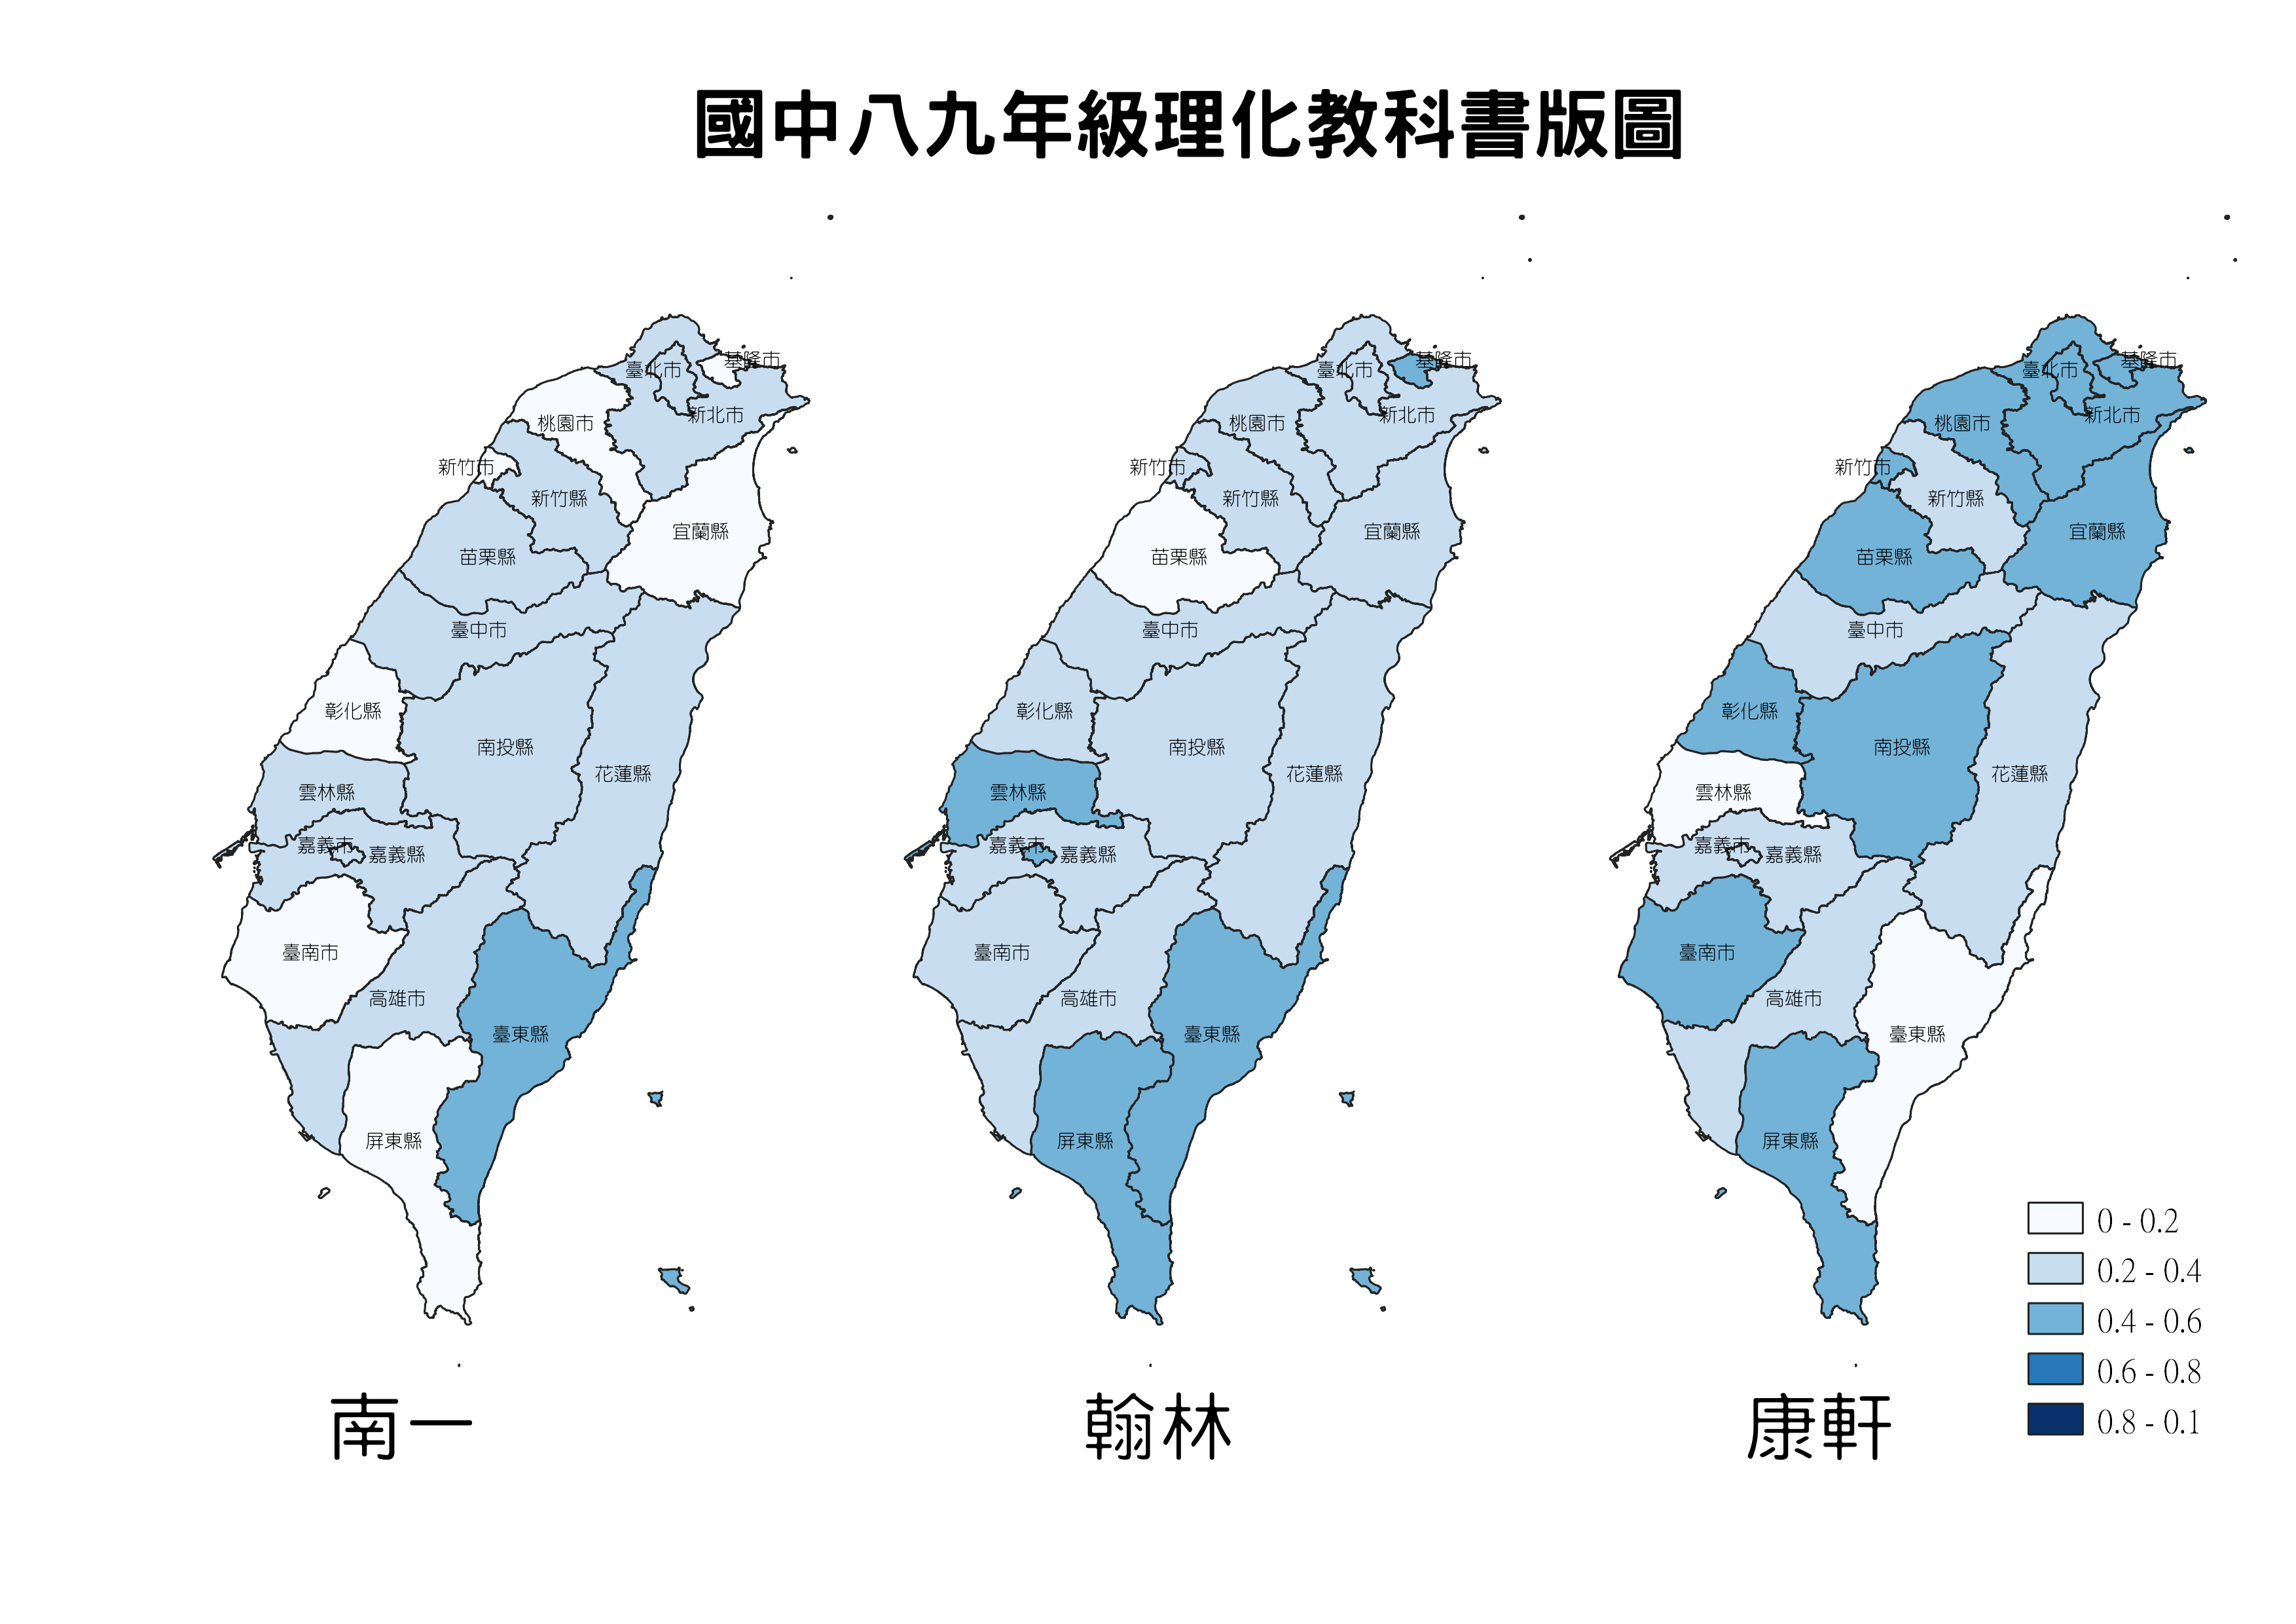 國中八九年級理化教科書版圖
基隆市
臺北市
新北市
桃園市
新竹市
新竹縣
宜蘭縣
苗栗縣
臺中市
彰化縣
南投縣
花蓮縣
雲林縣
嘉義市
嘉義縣
臺南市
高雄市
臺東縣
屏東縣
南一
基隆市
臺北市
新北市
桃園市
新竹市
新竹縣
宜蘭縣
苗栗縣
臺中市
彰化縣
南投縣
花蓮縣
雲林縣
嘉義市
嘉義縣
臺南市
高雄市
臺東縣
屏東縣
翰林
基隆市
臺北市
新北市
桃園市
新竹市
新竹縣
宜蘭縣
苗栗縣
臺中市
彰化縣
南投縣
花蓮縣
雲林縣
嘉義市
嘉義縣
臺南市
高雄市
臺東縣
屏東縣
康軒
0 - 0.2
0.2 - 0.4
0.4 - 0.6
0.6 - 0.8
0.8 - 0.1